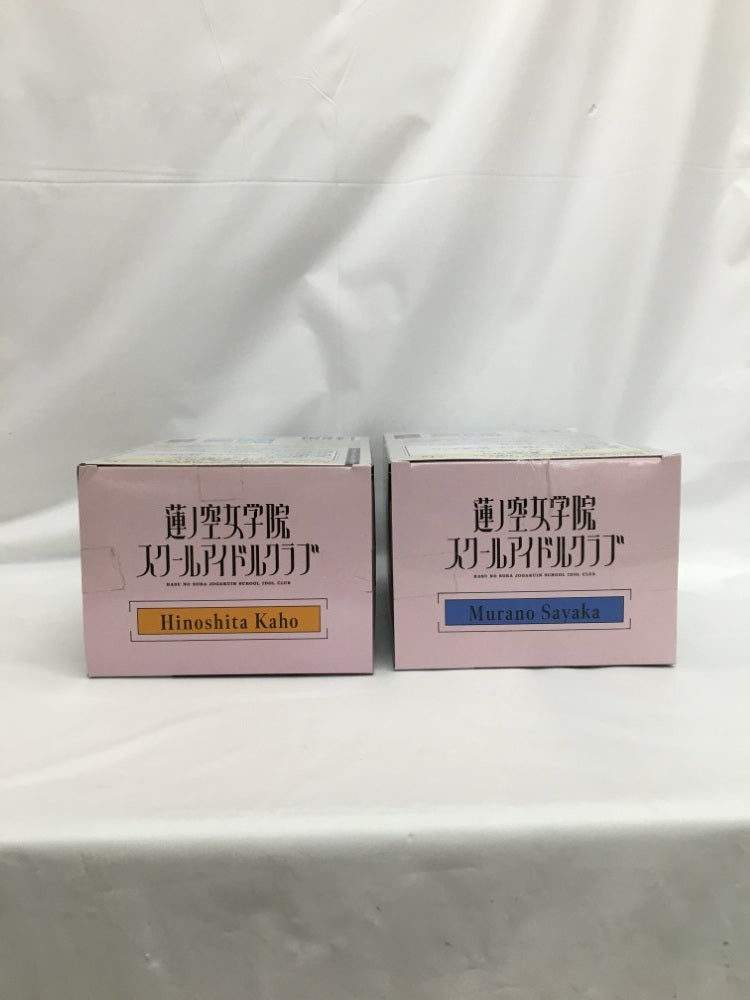 蓮ノ空女学院
スクールアイドルクラブ
HASU NO SORA JOGAKUIN SCHOOL IDOL CLUB
Hinoshita Kaho
蓮ノ空女学院
スクールアイドルクラブ
HASU NO SORA JOGAKUIN SCHOOL IDOL CLUB
Murano Sayaka